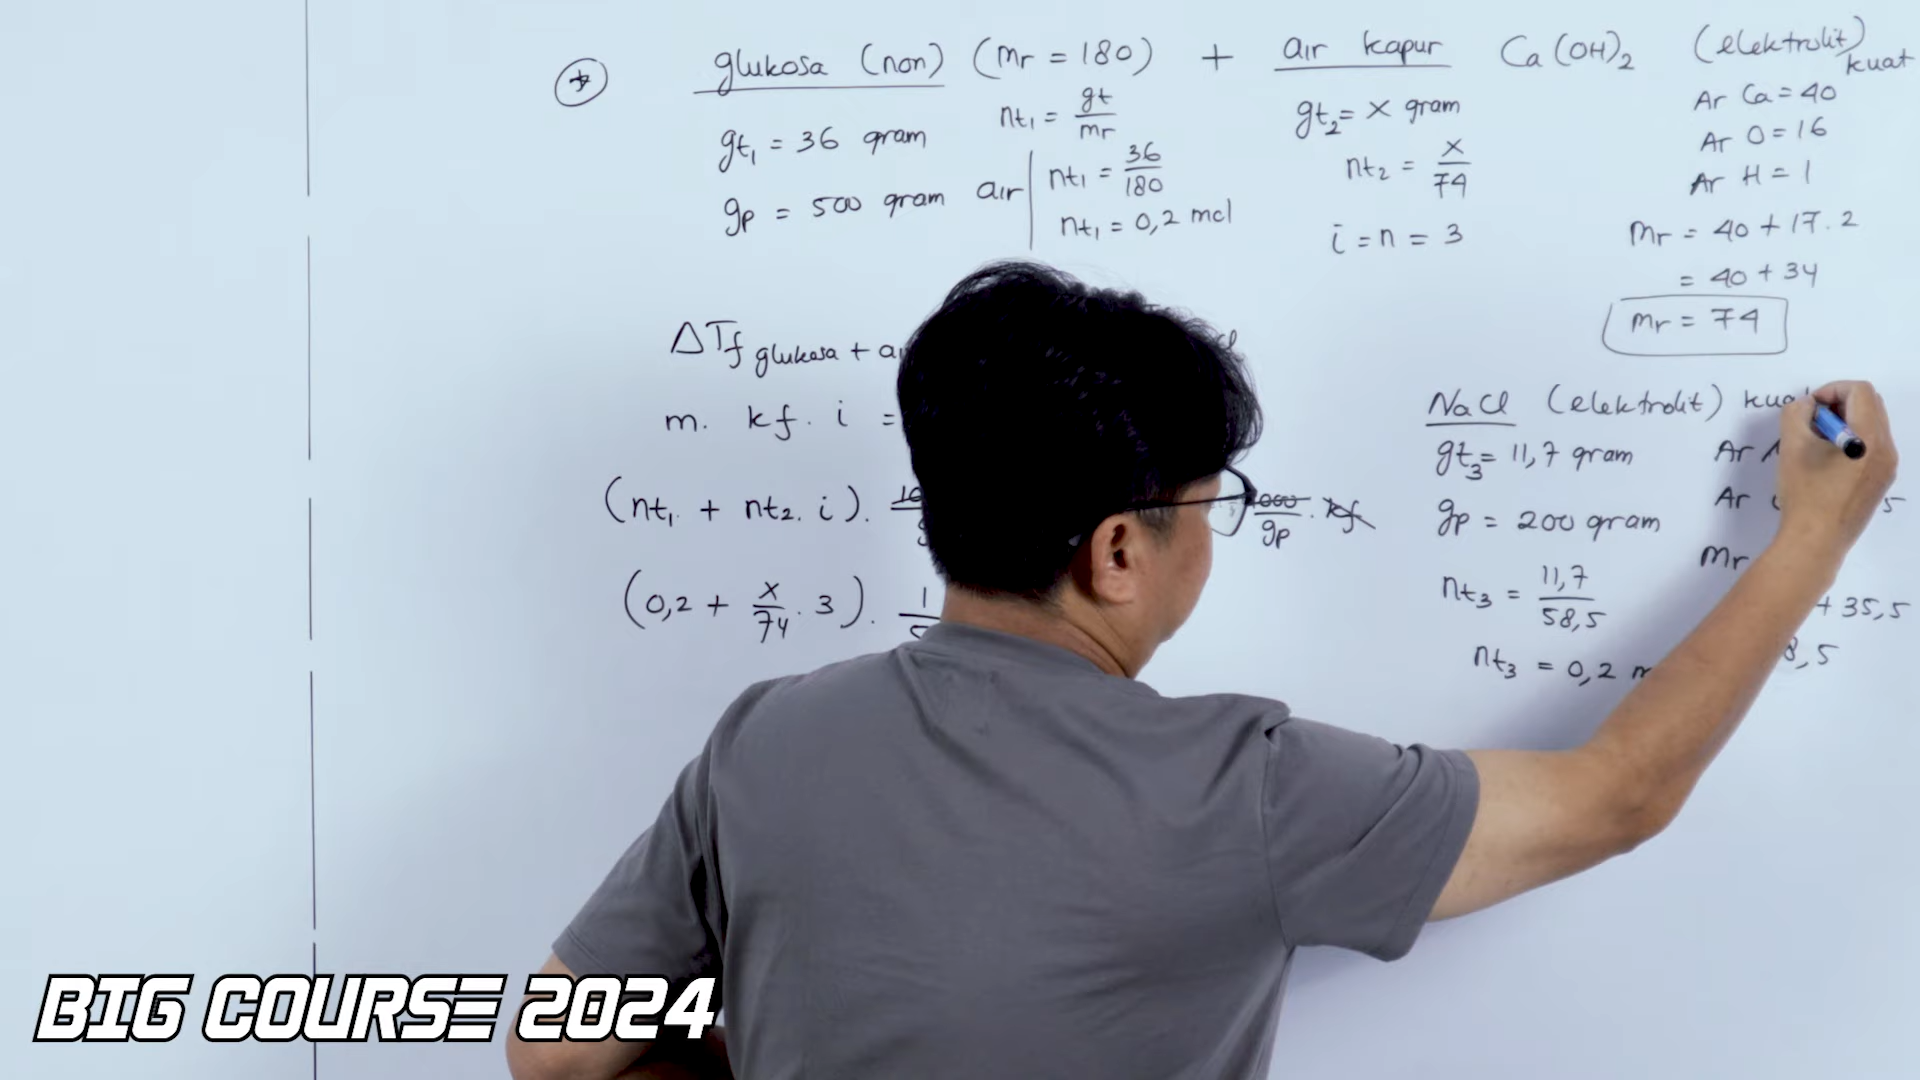 glukosa (non) (Mr = 180) + air kapur Ca(OH)2 (elektrolit) kuat
gt1 = 36 gram
gp = 500 gram air
nt1 = gt/mr
nt1 = 36/180
nt1 = 0,2 mol
gt2 = x gram
nt2 = x/74
i = n = 3
Ar Ca = 40
Ar O = 16
Ar H = 1
Mr = 40 + 17.2
= 40 + 34
Mr = 74
ΔTf glukosa +
m. kf. i =
(nt1 + nt2. i).
gp . kf
(0,2 + x/74 . 3).
NaCl (elektrolit)
gt3 = 11,7 gram
gp = 200 gram
nt3 = 11,7/58,5
nt3 = 0,2
Ar
Ar
Mr
+ 35,5
8,5
BIG COURSE 2024